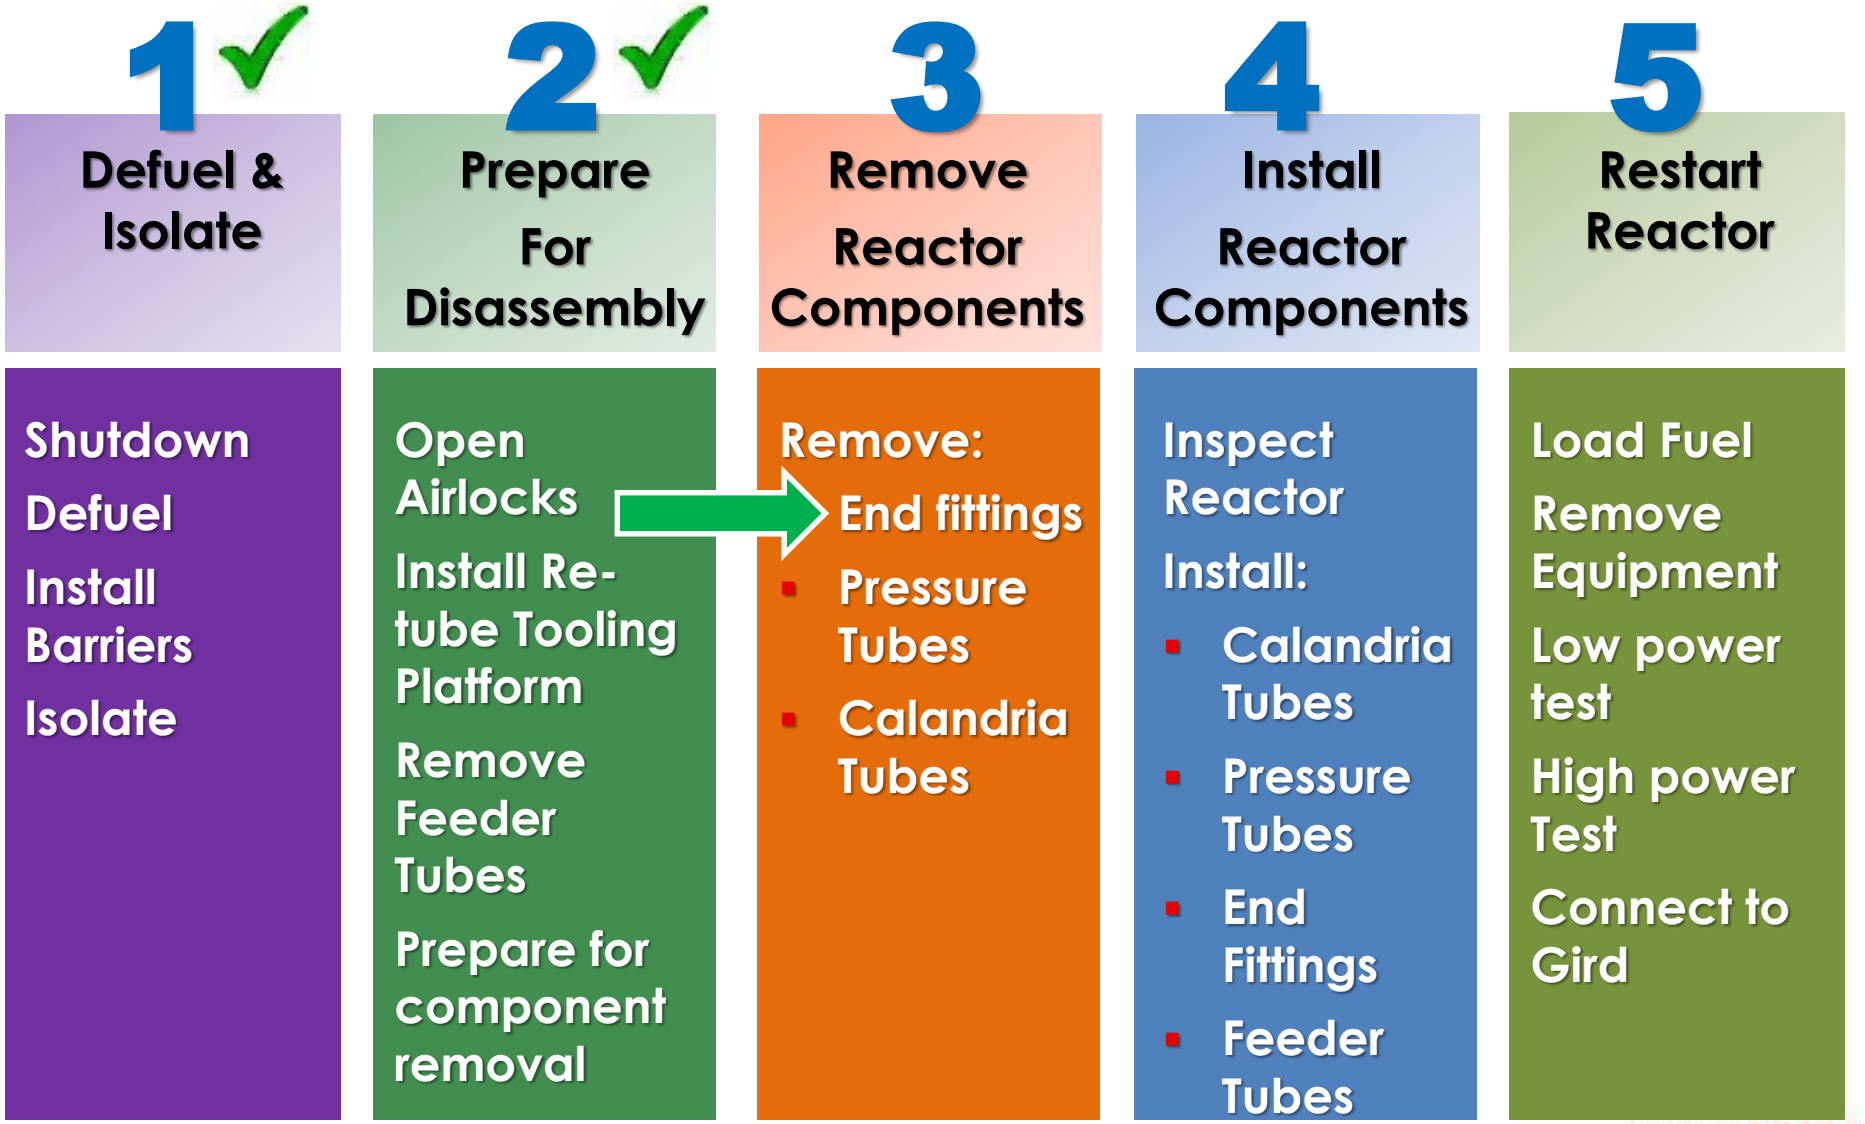 1
Defuel &
Isolate
Shutdown
Defuel
Install
Barriers
Isolate
2
Prepare
For
Disassembly
Open
Airlocks
Install Re-
tube Tooling
Platform
Remove
Feeder
Tubes
Prepare for
component
removal
3
Remove
Reactor
Components
Remove:
End fittings
Pressure
Tubes
Calandria
Tubes
4
Install
Reactor
Components
Inspect
Reactor
Install:
Calandria
Tubes
Pressure
Tubes
End
Fittings
Feeder
Tubes
5
Restart
Reactor
Load Fuel
Remove
Equipment
Low power
test
High power
Test
Connect to
Gird